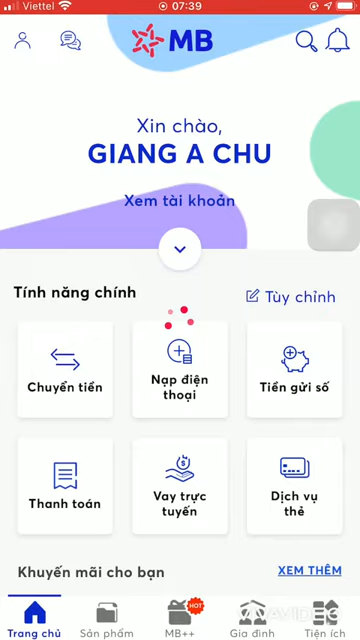 Viettel
07:39
MB
Xin chào,
GIANG A CHU
Xem tài khoản
Tính năng chính
Tùy chỉnh
Chuyển tiền
Nạp điện
thoại
Tiền gửi số
Thanh toán
Vay trực
tuyến
Dịch vụ
thẻ
Khuyến mãi cho bạn
XEM THÊM
HOT
Trang chủ
Sản phẩm
MB++
Gia đình
Tiện ích